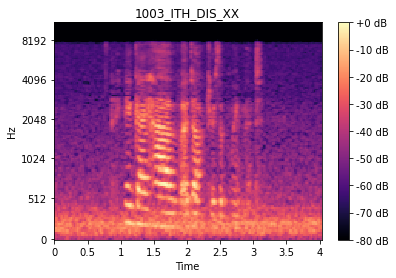 1003_ITH_DIS_XX
+0 dB
8192
-10 dB
4096
-20 dB
-30 dB
2048
Hz
-40 dB
1024
-50 dB
512
-60 dB
-70 dB
0
-80 dB
0 0.5 1 1.5 2 2.5 3 3.5 4
Time